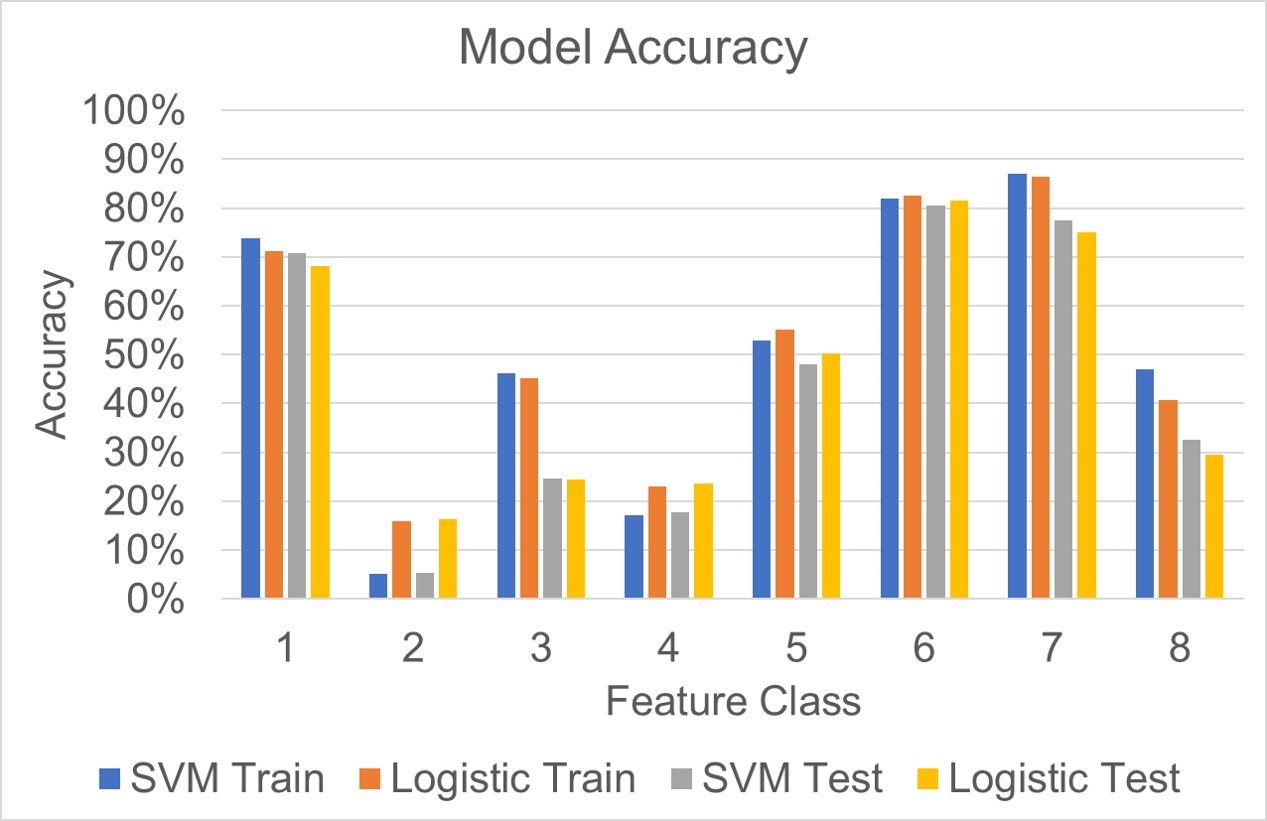 Model Accuracy
100%
90%
80%
70%
60%
50%
40%
30%
20%
10%
0%
Accuracy
1 2 3 4 5 6 7 8
Feature Class
SVM Train Logistic Train SVM Test Logistic Test